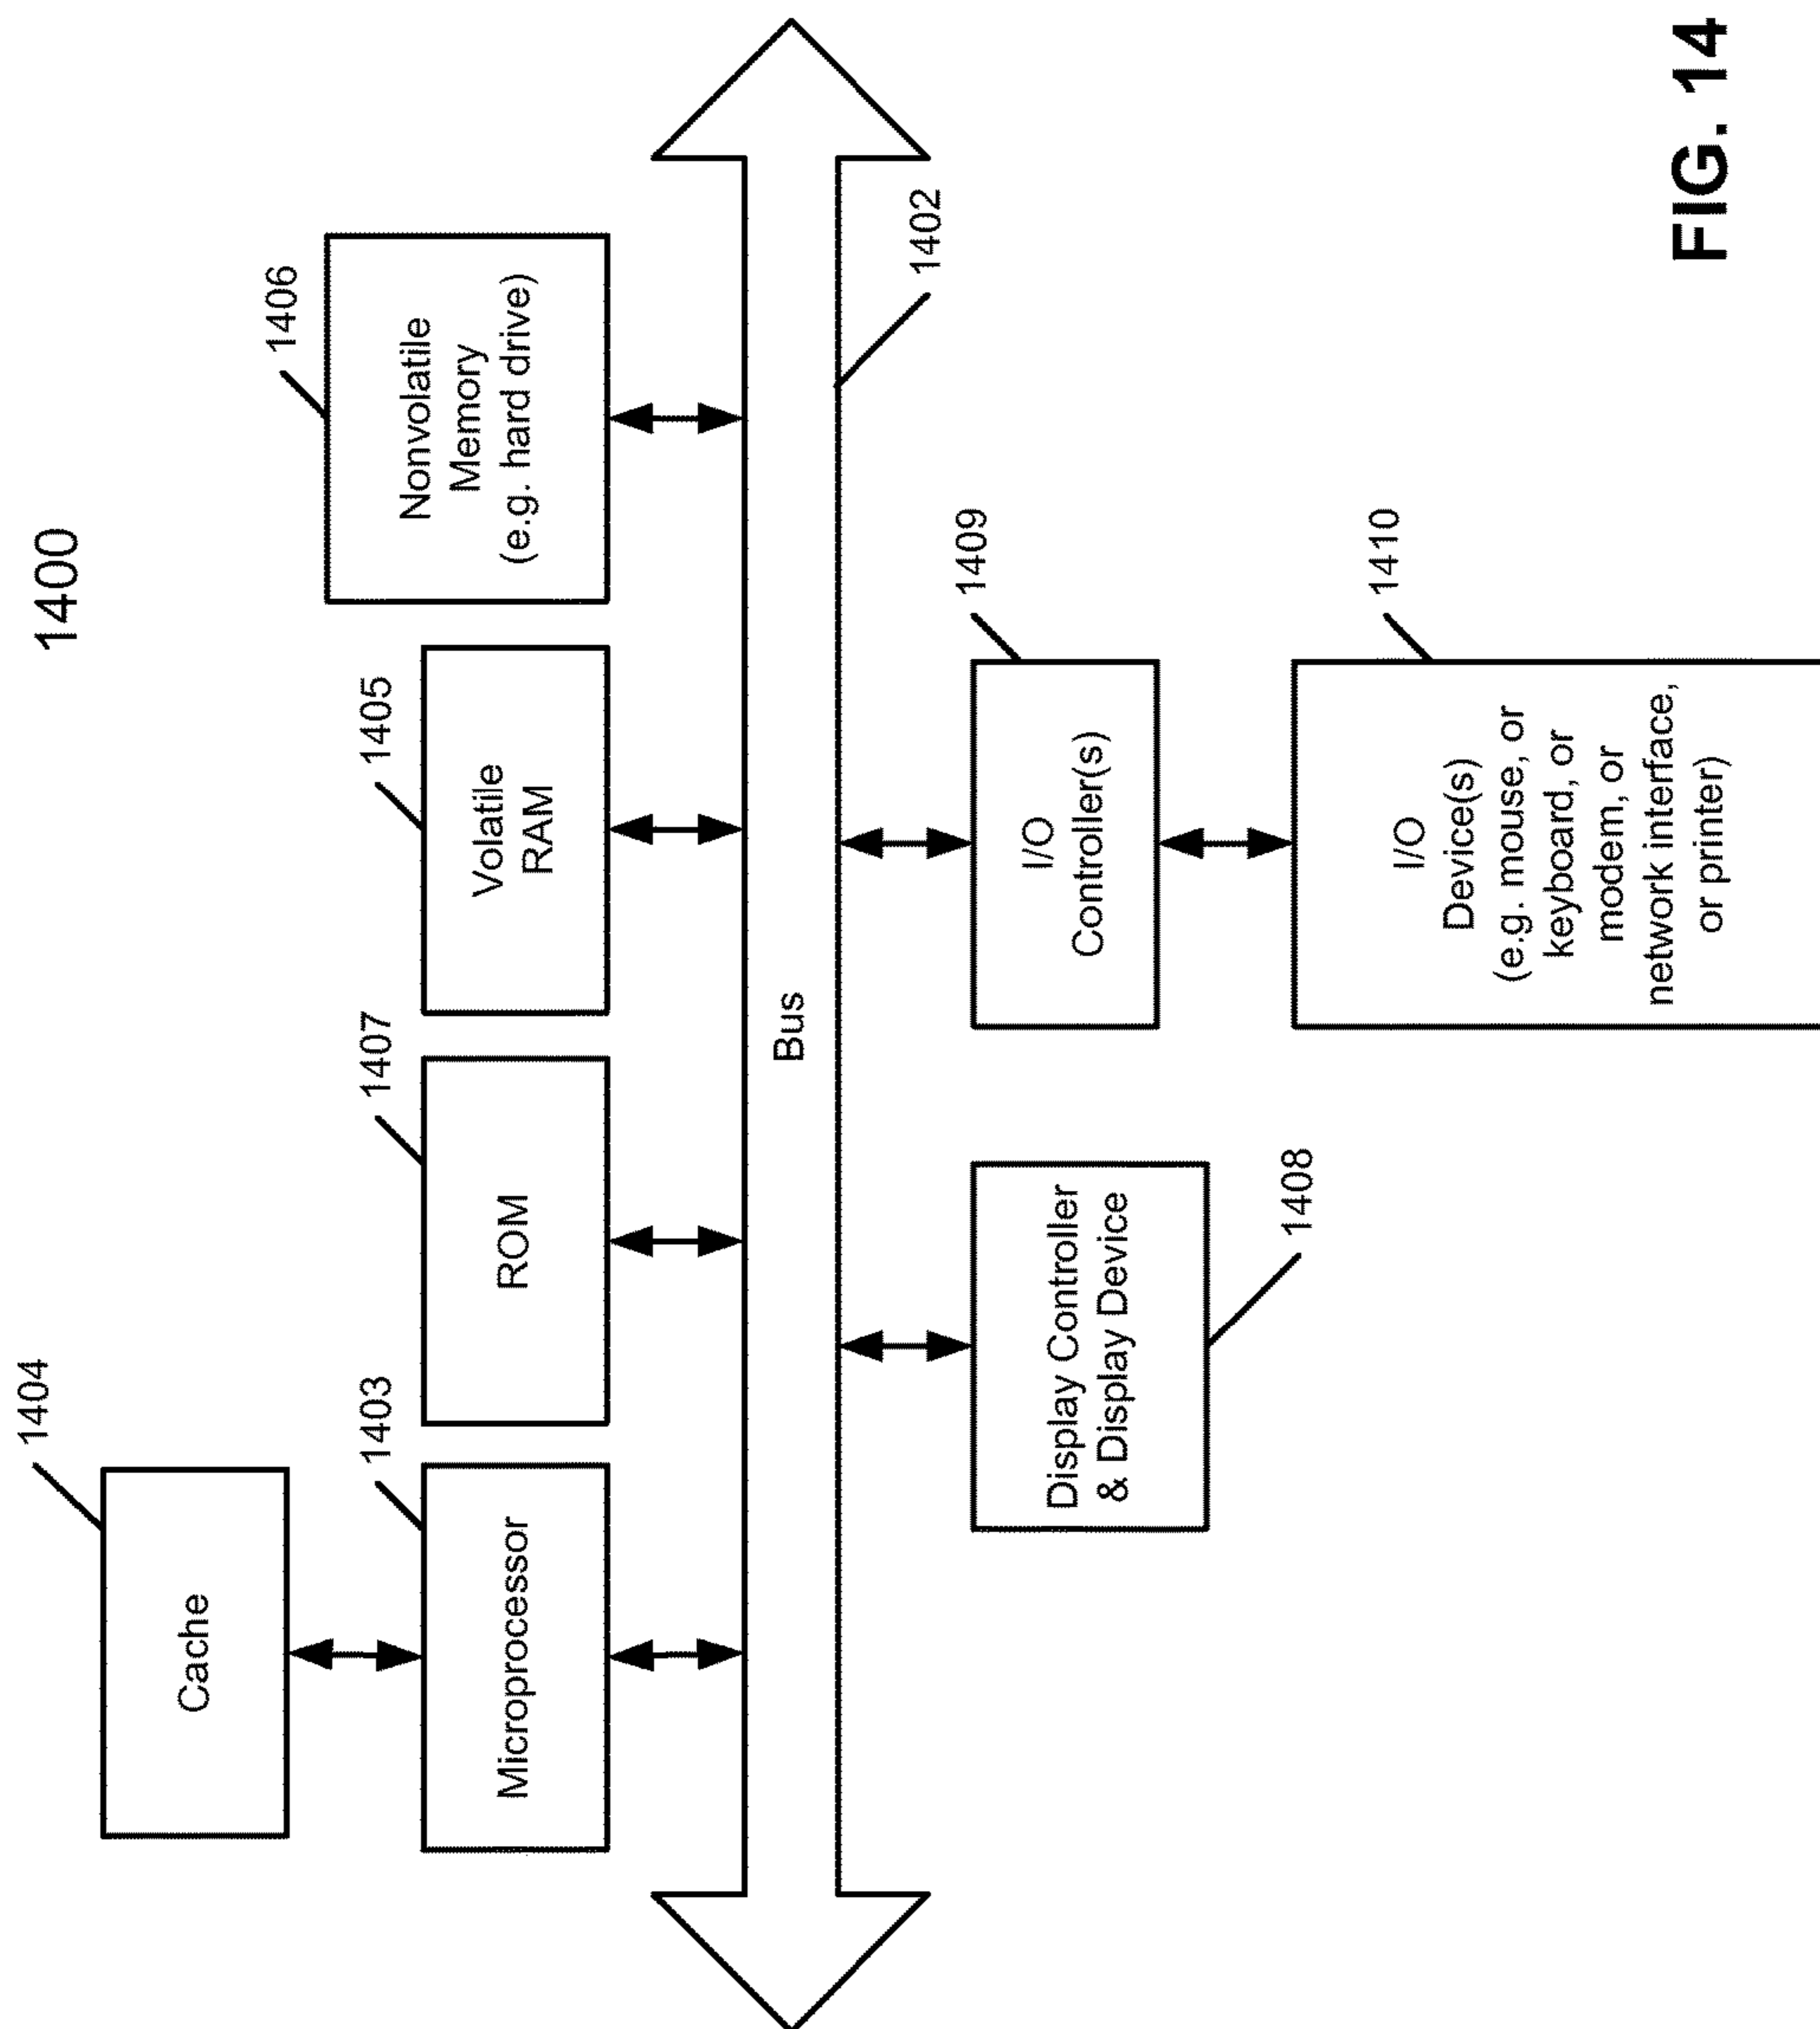 1400
1404
Cache
1403
Microprocessor
1407
ROM
1405
Volatile
RAM
1406
Nonvolatile
Memory
(e.g. hard drive)
Bus
1402
Display Controller
& Display Device
1408
1409
I/O
Controller(s)
1410
I/O
Device(s)
(e.g. mouse, or
keyboard, or
modem, or
network interface,
or printer)
FIG. 14